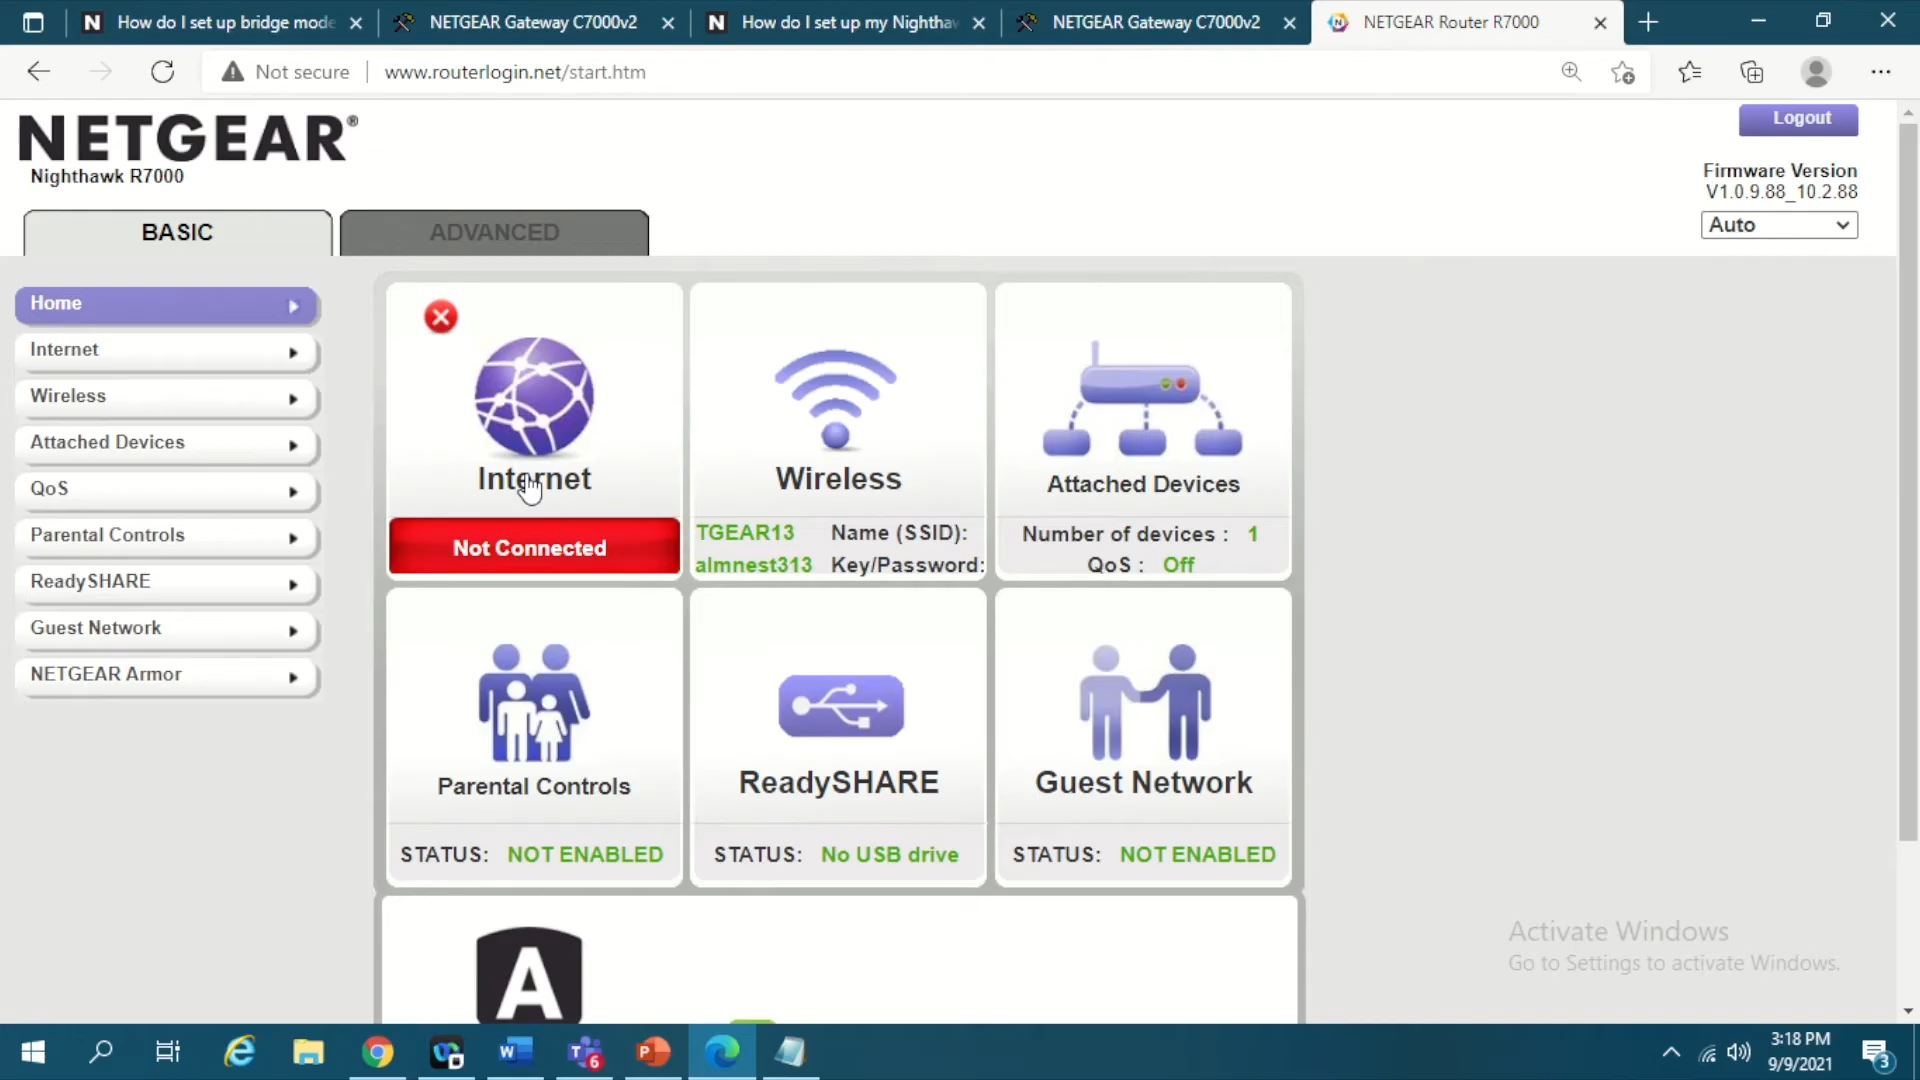 How do I set up bridge mode
NETGEAR Gateway C7000v2
How do I set up my Nighthaw
NETGEAR Gateway C7000v2
NETGEAR Router R7000
Not secure
www.routerlogin.net/start.htm
NETGEAR®
Nighthawk R7000
Logout
Firmware Version
V1.0.9.88_10.2.88
Auto
BASIC
ADVANCED
Home
Internet
Wireless
Attached Devices
QoS
Parental Controls
ReadySHARE
Guest Network
NETGEAR Armor
Internet
Not Connected
Wireless
TGEAR13 Name (SSID):
almnest313 Key/Password:
Attached Devices
Number of devices : 1
QoS : Off
Parental Controls
STATUS: NOT ENABLED
ReadySHARE
STATUS: No USB drive
Guest Network
STATUS: NOT ENABLED
A
Activate Windows
Go to Settings to activate Windows.
6
3:18 PM
9/9/2021
3